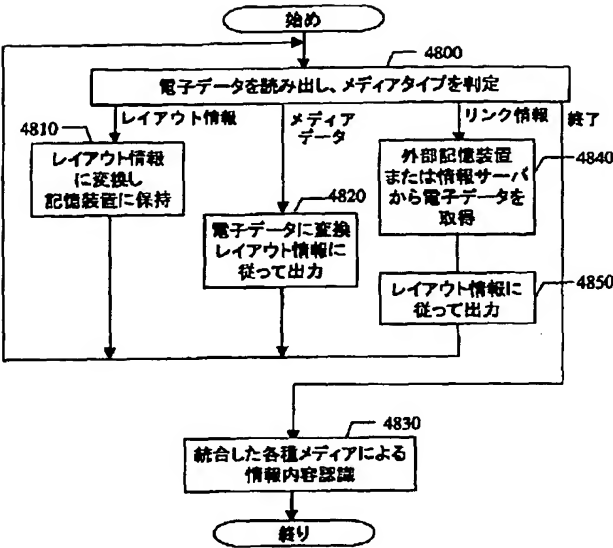 始め
4800
電子データを読み出し、メディアタイプを判定
レイアウト情報
メディア
データ
リンク情報
終了
4810
レイアウト情報
に変換し
記憶装置に保持
4820
電子データに変換
レイアウト情報に
従って出力
外部記憶装置
または情報サーバ
から電子データを
取得
4840
レイアウト情報に
従って出力
4850
4830
統合した各種メディアによる
情報内容認識
終り